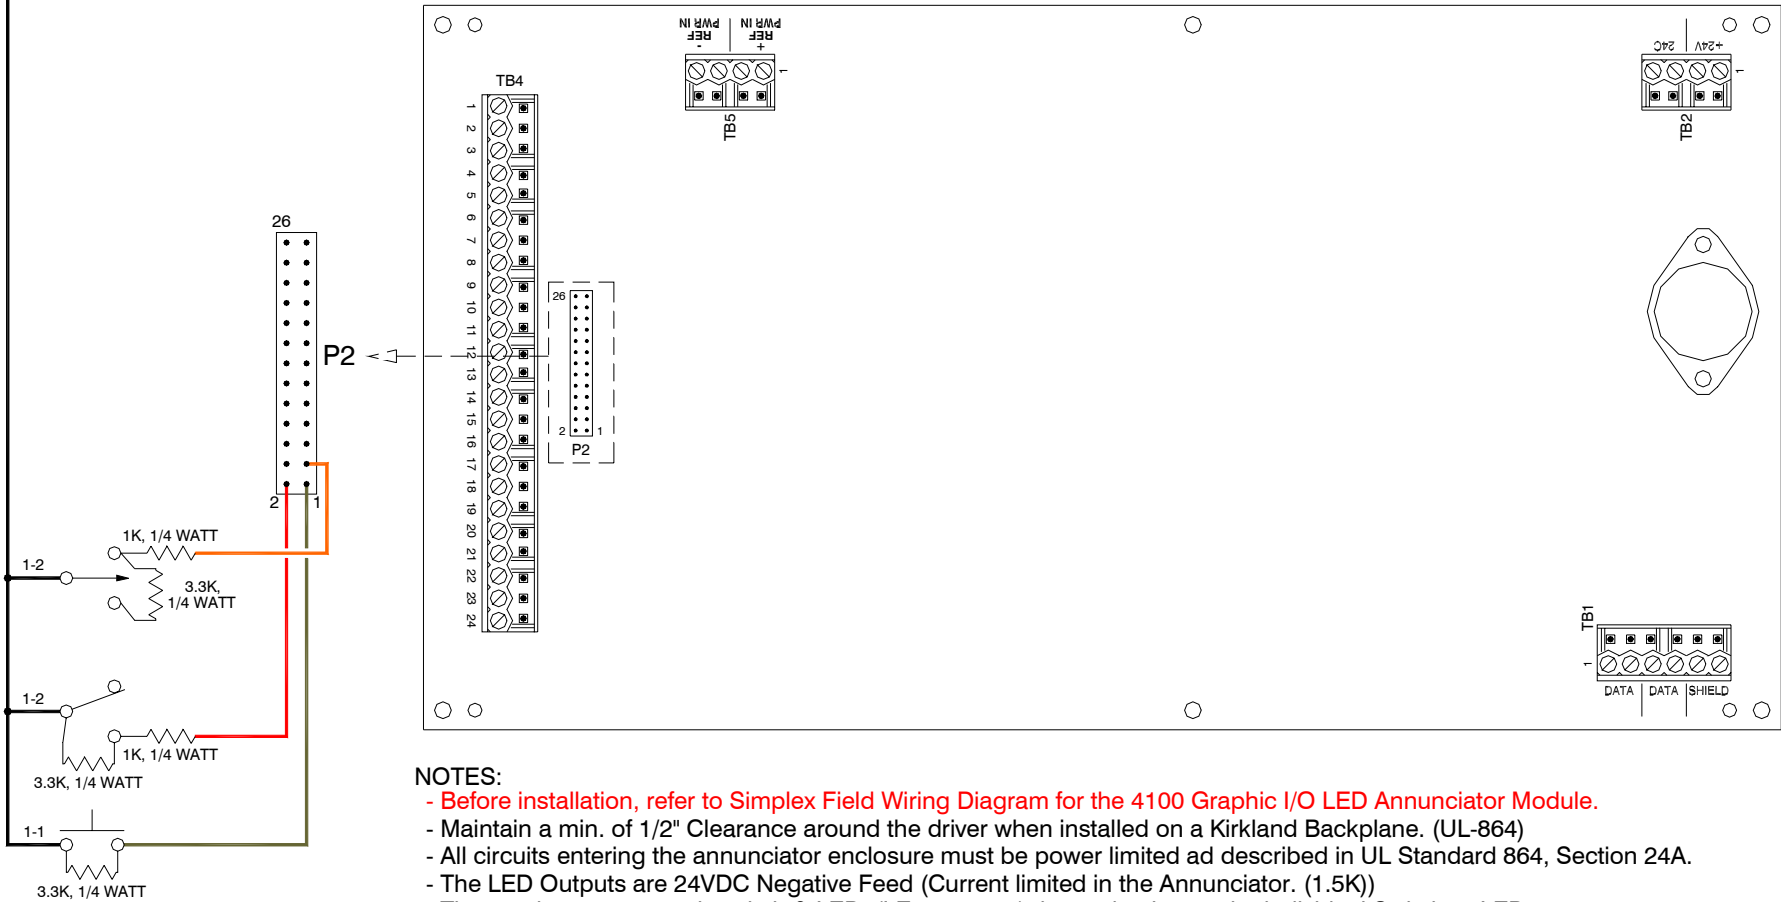 - REF PWR IN
+ REF PWR IN
1
TB5
24C
+24V
1
TB2
TB4
1
2
3
4
5
6
7
8
9
10
11
12
13
14
15
16
17
18
19
20
21
22
23
24
26
2
1
P2
26
P2
2
1
1K, 1/4 WATT
1-2
3.3K,
1/4 WATT
1-2
1K, 1/4 WATT
3.3K, 1/4 WATT
1-1
3.3K, 1/4 WATT
TB1
1
DATA
DATA
SHIELD
NOTES:
- Before installation, refer to Simplex Field Wiring Diagram for the 4100 Graphic I/O LED Annunciator Module.
- Maintain a min. of 1/2" Clearance around the driver when installed on a Kirkland Backplane. (UL-864)
- All circuits entering the annunciator enclosure must be power limited ad described in UL Standard 864, Section 24A.
- The LED Outputs are 24VDC Negative Feed (Current limited in the Annunciator. (1.5K))